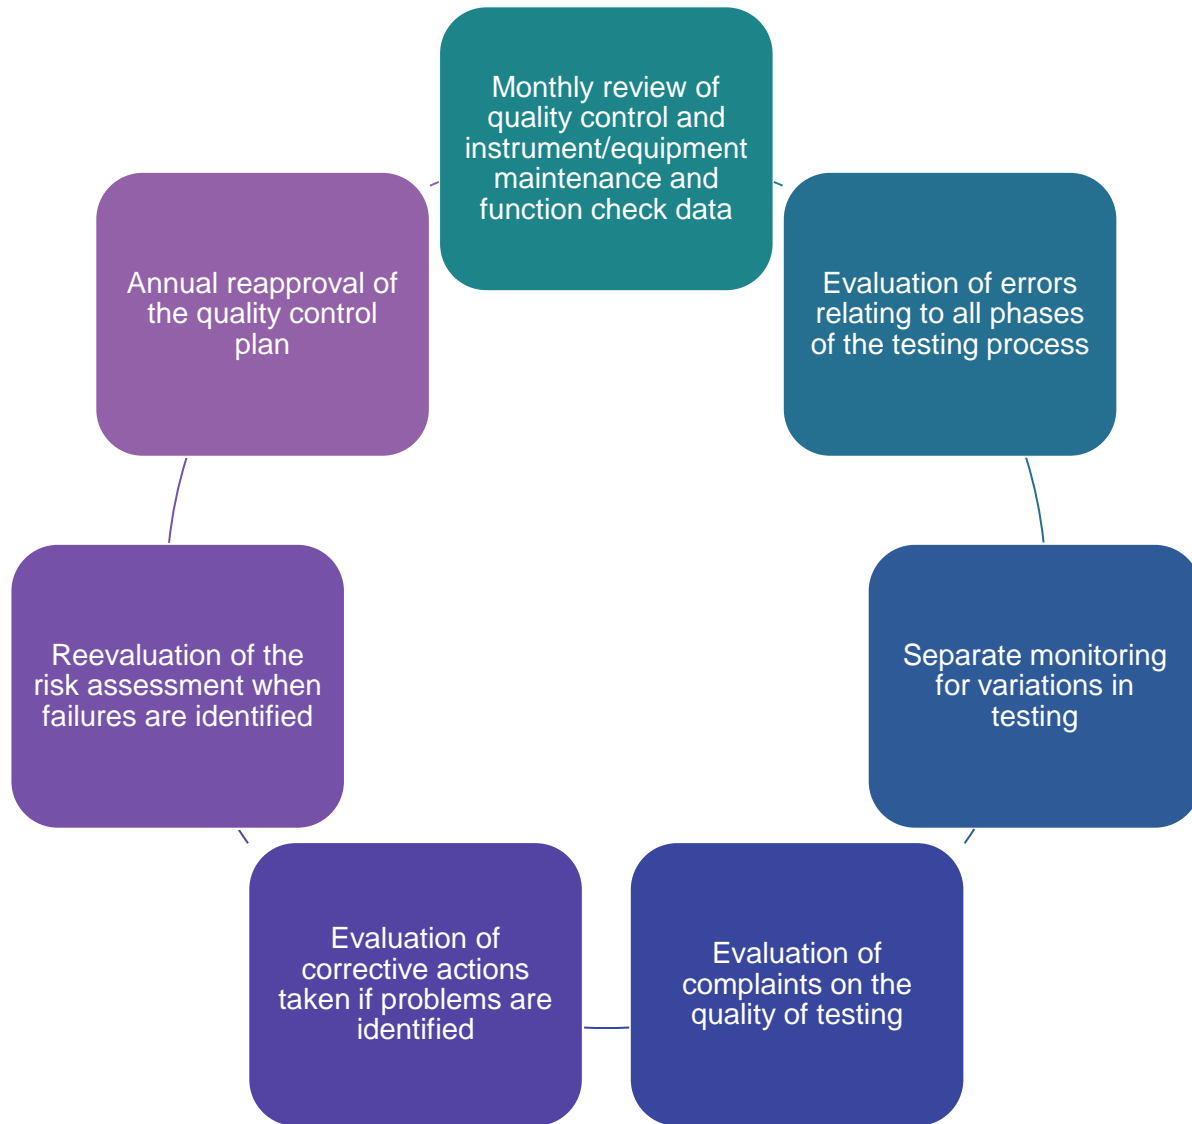 Monthly review of
quality control and
instrument/equipment
maintenance and
function check data
Evaluation of errors
relating to all phases
of the testing process
Separate monitoring
for variations in
testing
Evaluation of
complaints on the
quality of testing
Evaluation of
corrective actions
taken if problems are
identified
Reevaluation of the
risk assessment when
failures are identified
Annual reapproval of
the quality control
plan